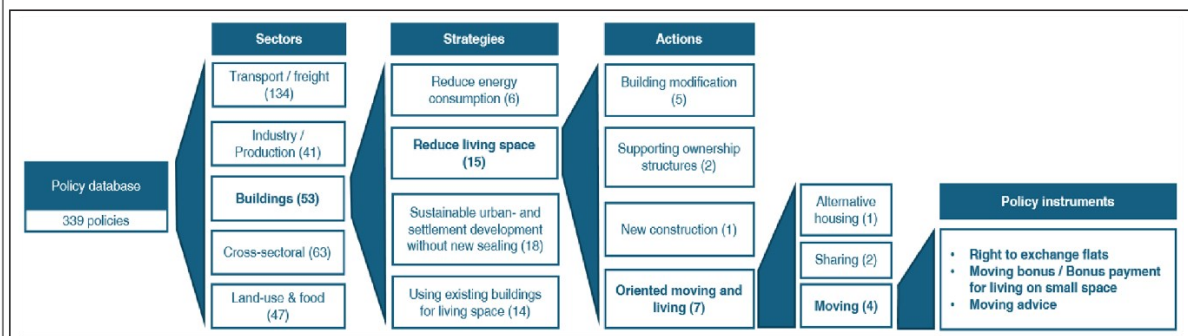 Policy database
339 policies
Sectors
Transport / freight
(134)
Industry /
Production (41)
Buildings (53)
Cross-sectoral (63)
Land-use & food
(47)
Strategies
Reduce energy
consumption (6)
Reduce living space
(15)
Sustainable urban- and
settlement development
without new sealing (18)
Using existing buildings
for living space (14)
Actions
Building modification
(5)
Supporting ownership
structures (2)
New construction (1)
Oriented moving and
living (7)
Alternative
housing (1)
Sharing (2)
Moving (4)
Policy instruments
• Right to exchange flats
• Moving bonus / Bonus payment
for living on small space
• Moving advice